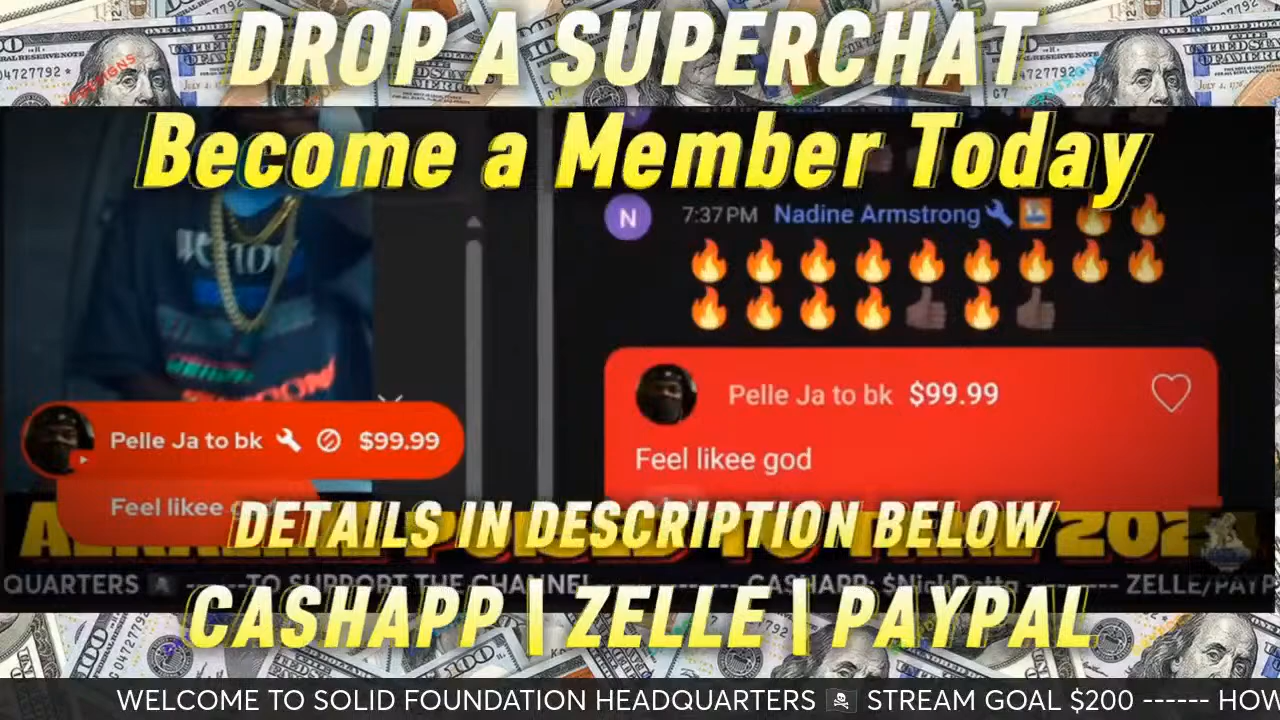 DROP A SUPERCHAT
Become a Member Today
7:37 PM Nadine Armstrong
N
Pelle Ja to bk $99.99
Feel likee god
Pelle Ja to bk $99.99
Feel likee
DETAILS IN DESCRIPTION BELOW
QUARTERS ------TO SUPPORT THE CHANNEL ------------ CASHAPP: ---------- ZELLE/PAYP
CASHAPP | ZELLE | PAYPAL
WELCOME TO SOLID FOUNDATION HEADQUARTERS ☠ STREAM GOAL $200 ------ HOW